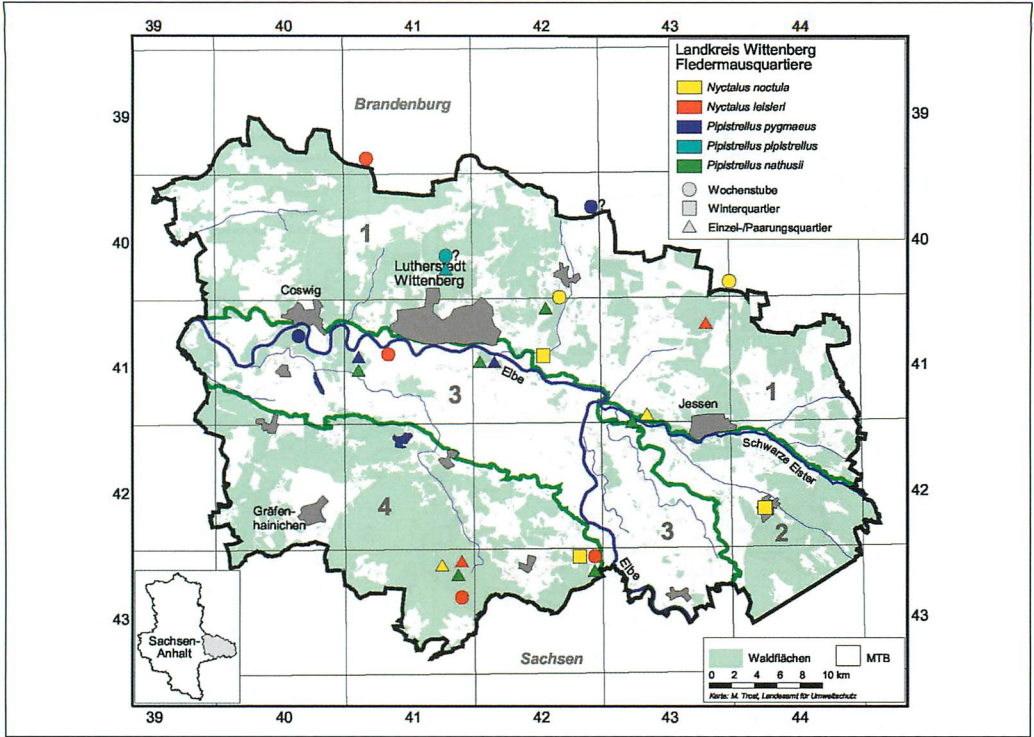 39 40 41 42 43 44
Landkreis Wittenberg
Fledermausquartiere
Nyctalus noctula
Nyctalus leisleri
Pipistrellus pygmaeus
Pipistrellus pipistrellus
Pipistrellus nathusii
Wochenstube
Winterquartier
Einzel-/Paarungsquartier
Brandenburg
39
39
?
40
40
1
?
Lutherstadt
Wittenberg
Coswig
41
41
Elbe
3
1
Jessen
Schwarze Elster
42
42
4
Gräfen-
hainichen
3
2
Elbe
43
43
Sachsen-
Anhalt
Sachsen
Waldflächen
MTB
0 2 4 6 8 10 km
Karte: M. Trost, Landesamt für Umweltschutz
39 40 41 42 43 44